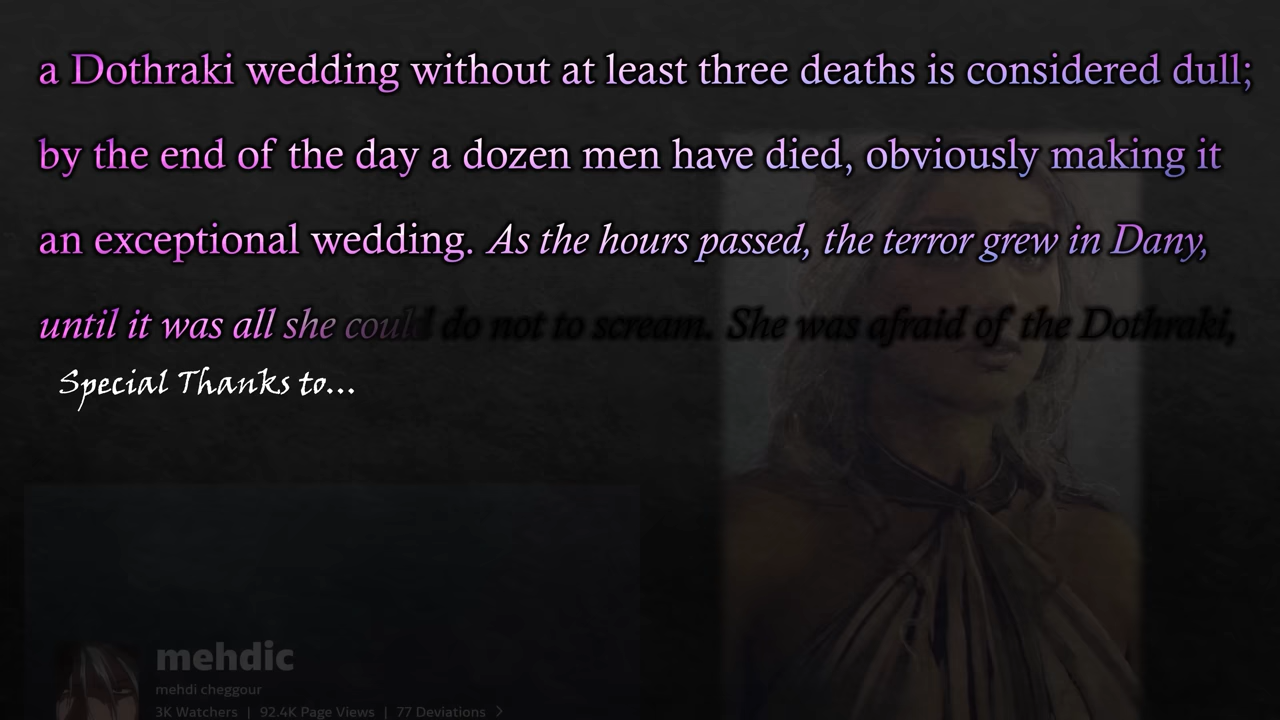 a Dothraki wedding without at least three deaths is considered dull;
by the end of the day a dozen men have died, obviously making it
an exceptional wedding. As the hours passed, the terror grew in Dany,
until it was all she could do not to scream. She was afraid of the Dothraki,
Special Thanks to...
mehdic
mehdi cheggour
3K Watchers | 92.4K Page Views | 77 Deviations >